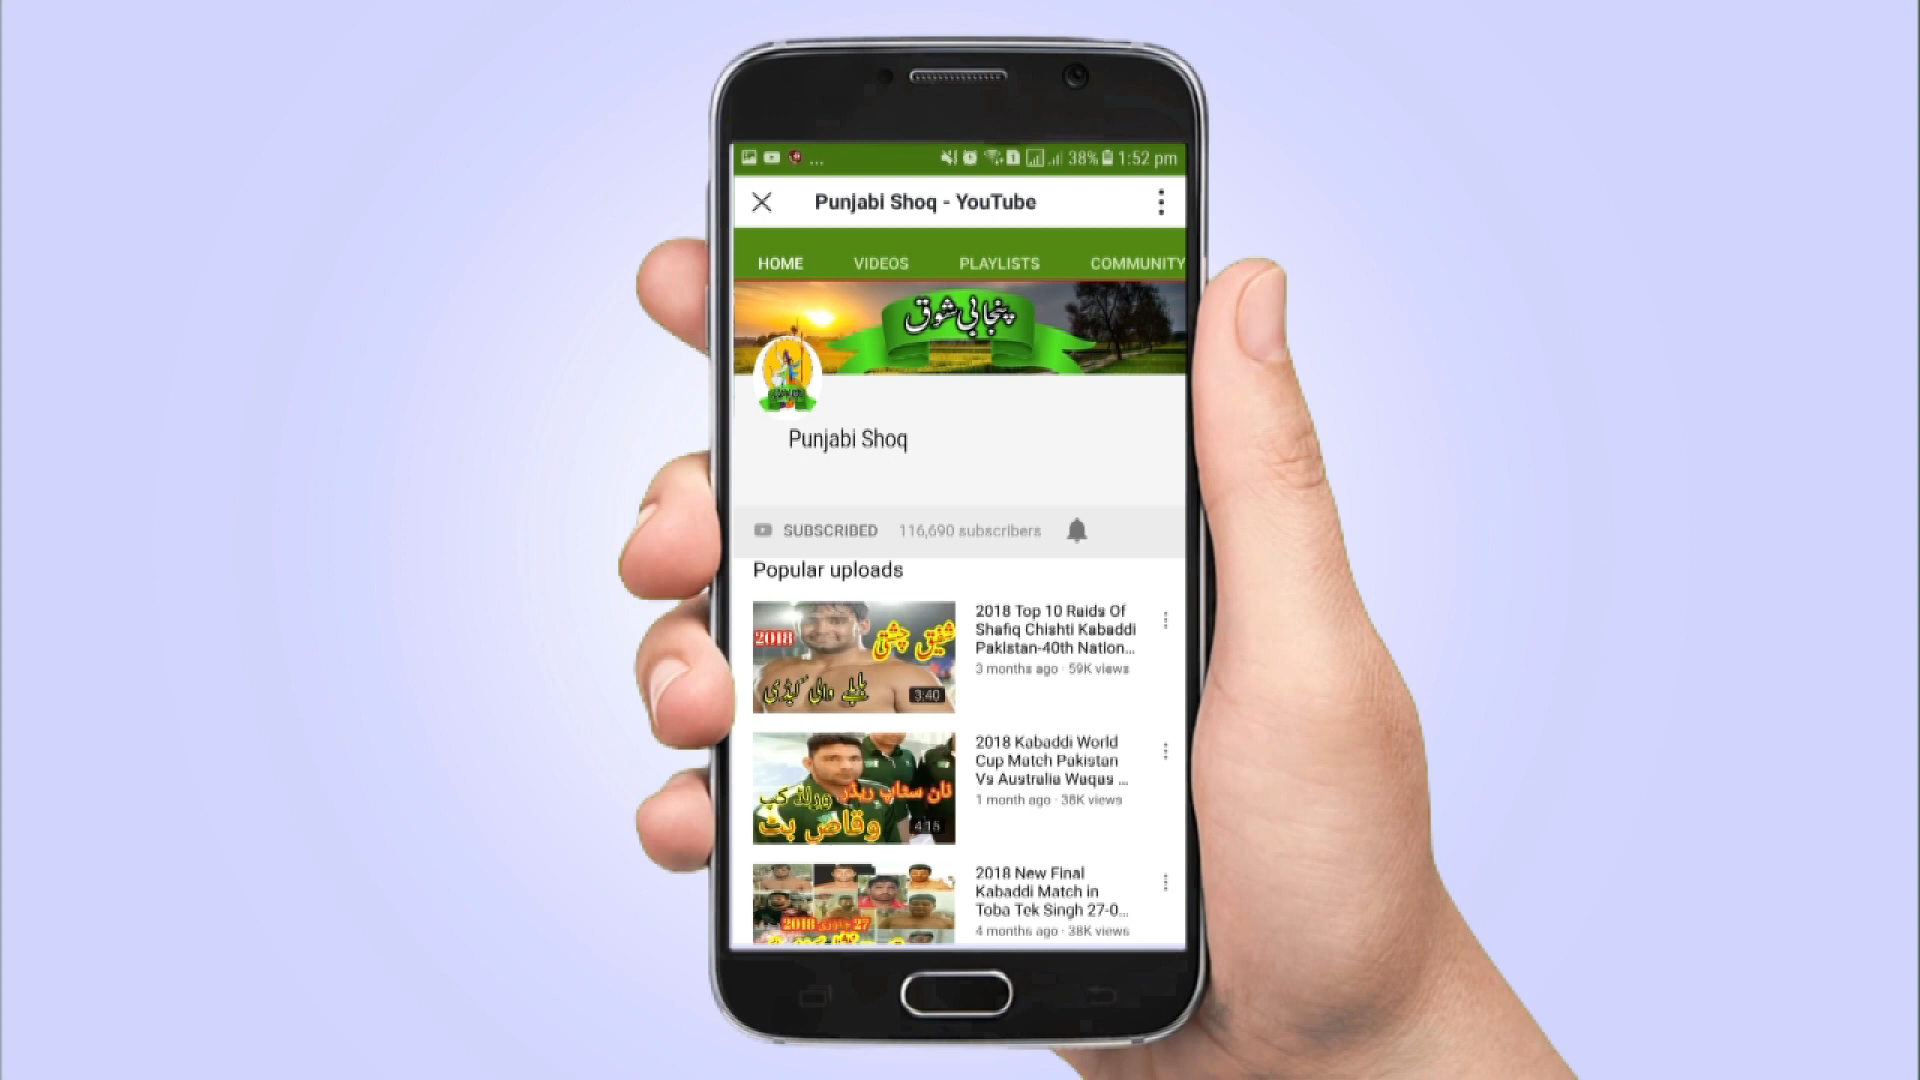 ... 38% 1:52 pm
Punjabi Shoq - YouTube
HOME VIDEOS PLAYLISTS COMMUNITY
پنجابی شوق
Punjabi Shoq
SUBSCRIBED 116,690 subscribers
Popular uploads
2018 Top 10 Raids Of
Shafiq Chishti Kabaddi
Pakistan-40th Nation...
3 months ago · 59K views
2018
شفیق چشتی
والی کبڈی
3:40
2018 Kabaddi World
Cup Match Pakistan
Vs Australia Waqas ...
1 month ago · 38K views
نان سٹاپ ریڈر ورلڈ کپ
وقاص بٹ
4:18
2018 New Final
Kabaddi Match in
Toba Tek Singh 27-0...
4 months ago · 38K views
27 جنوری 2018